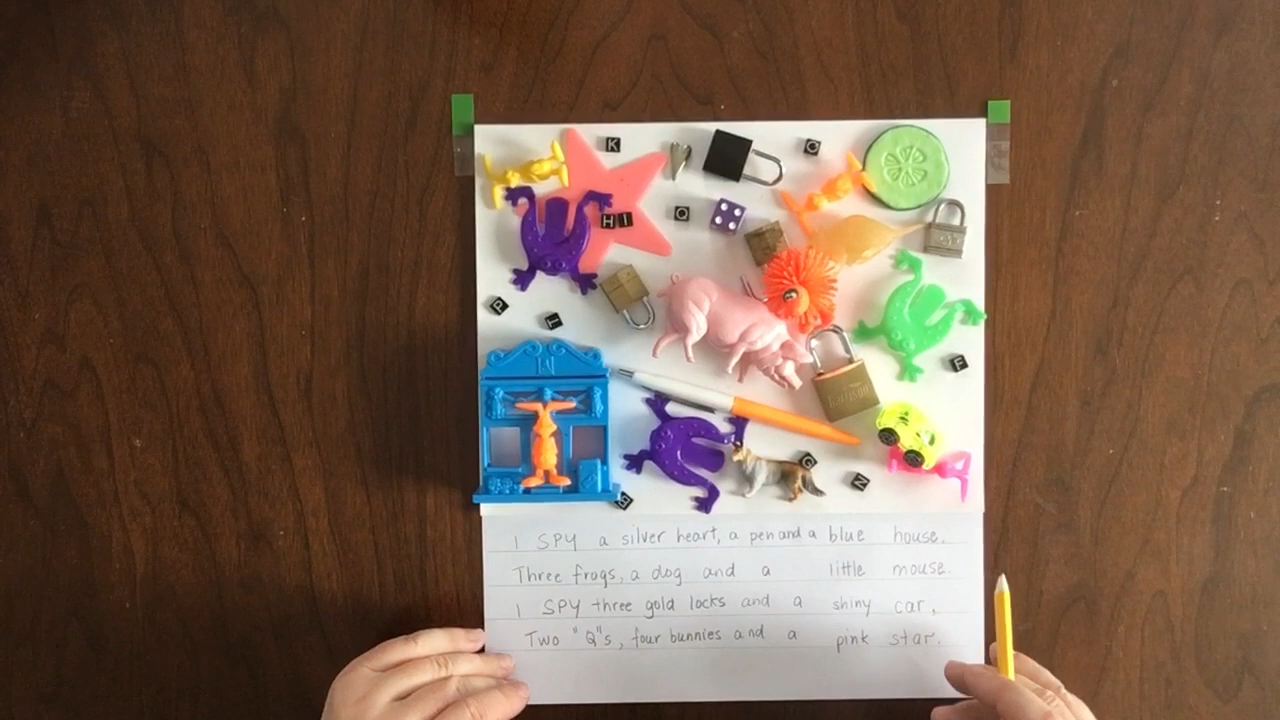 K
Q
HI
Q
P
I
F
G
N
B
I SPY a silver heart, a pen and a blue house.
Three frogs, a dog and a little mouse.
I SPY three gold locks and a shiny car,
Two "Q"s, four bunnies and a pink star.